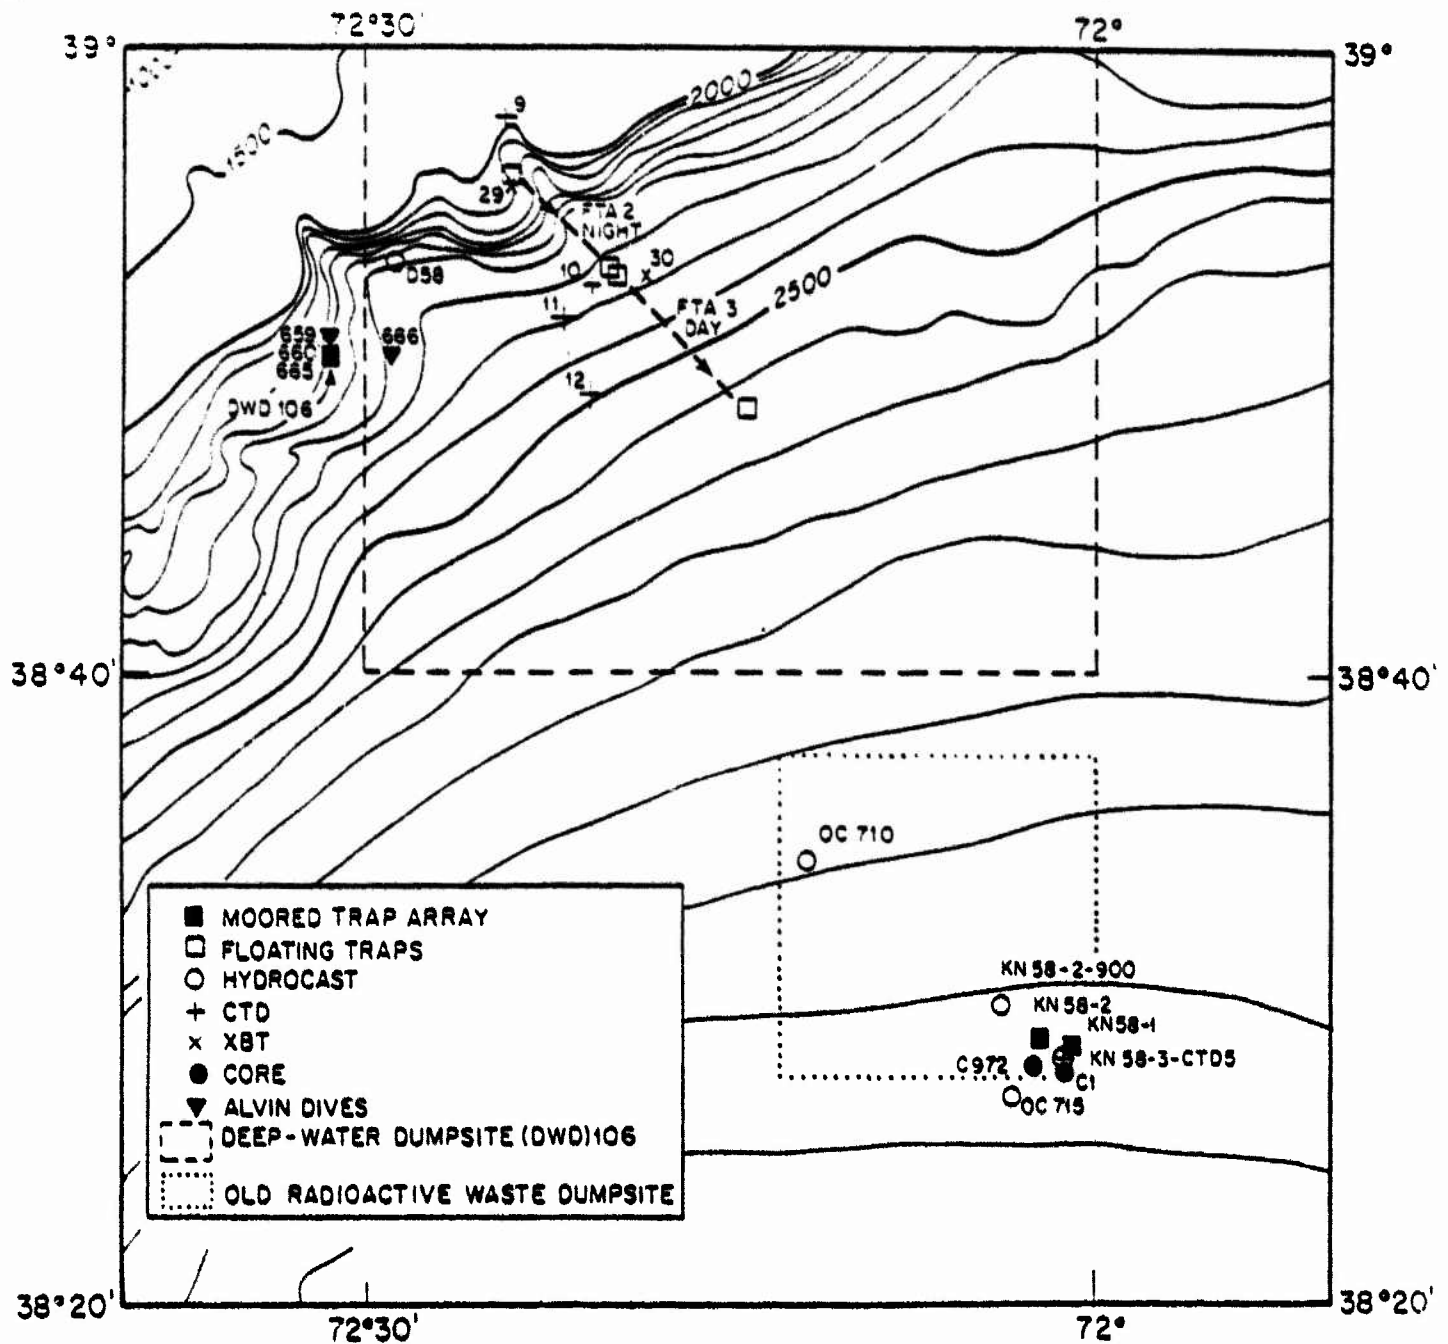 72°30'
72°
39°
39°
2000
9
1500
29
FTA 2
NIGHT
10
30
D58
11
FTA 3
DAY
2500
659
666
665
12
DWD 106
38°40'
38°40'
OC 710
KN 58-2-900
KN 58-2
KN58-1
C972
KN 58-3-CTD5
C1
OC 715
MOORED TRAP ARRAY
FLOATING TRAPS
HYDROCAST
CTD
XBT
CORE
ALVIN DIVES
DEEP-WATER DUMPSITE (DWD) 106
OLD RADIOACTIVE WASTE DUMPSITE
38°20'
38°20'
72°30'
72°